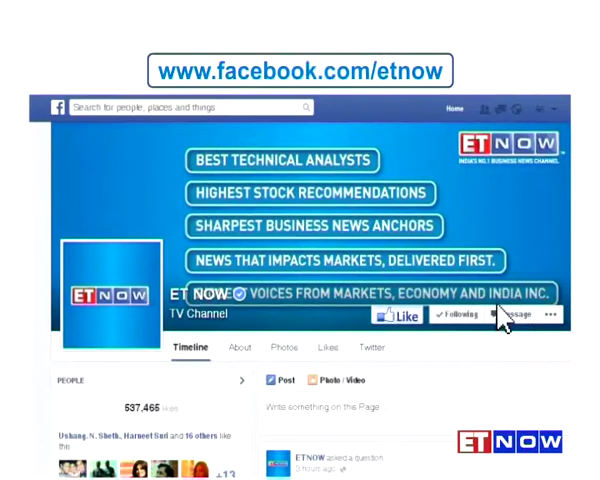 www.facebook.com/etnow
Search for people, places and things
Home
ET NOW
INDIA'S NO.1 BUSINESS NEWS CHANNEL
BEST TECHNICAL ANALYSTS
HIGHEST STOCK RECOMMENDATIONS
SHARPEST BUSINESS NEWS ANCHORS
NEWS THAT IMPACTS MARKETS, DELIVERED FIRST.
VOICES FROM MARKETS, ECONOMY AND INDIA INC.
ET NOW
ET NOW
TV Channel
Like
Following
Message
Timeline About Photos Likes Twitter
PEOPLE
537,465 likes
Ushang. N. Sheth, Harneet Suri and 16 others like
this
+13
Post Photo / Video
Write something on this Page
ETNOW asked a question
3 hours ago
ET NOW